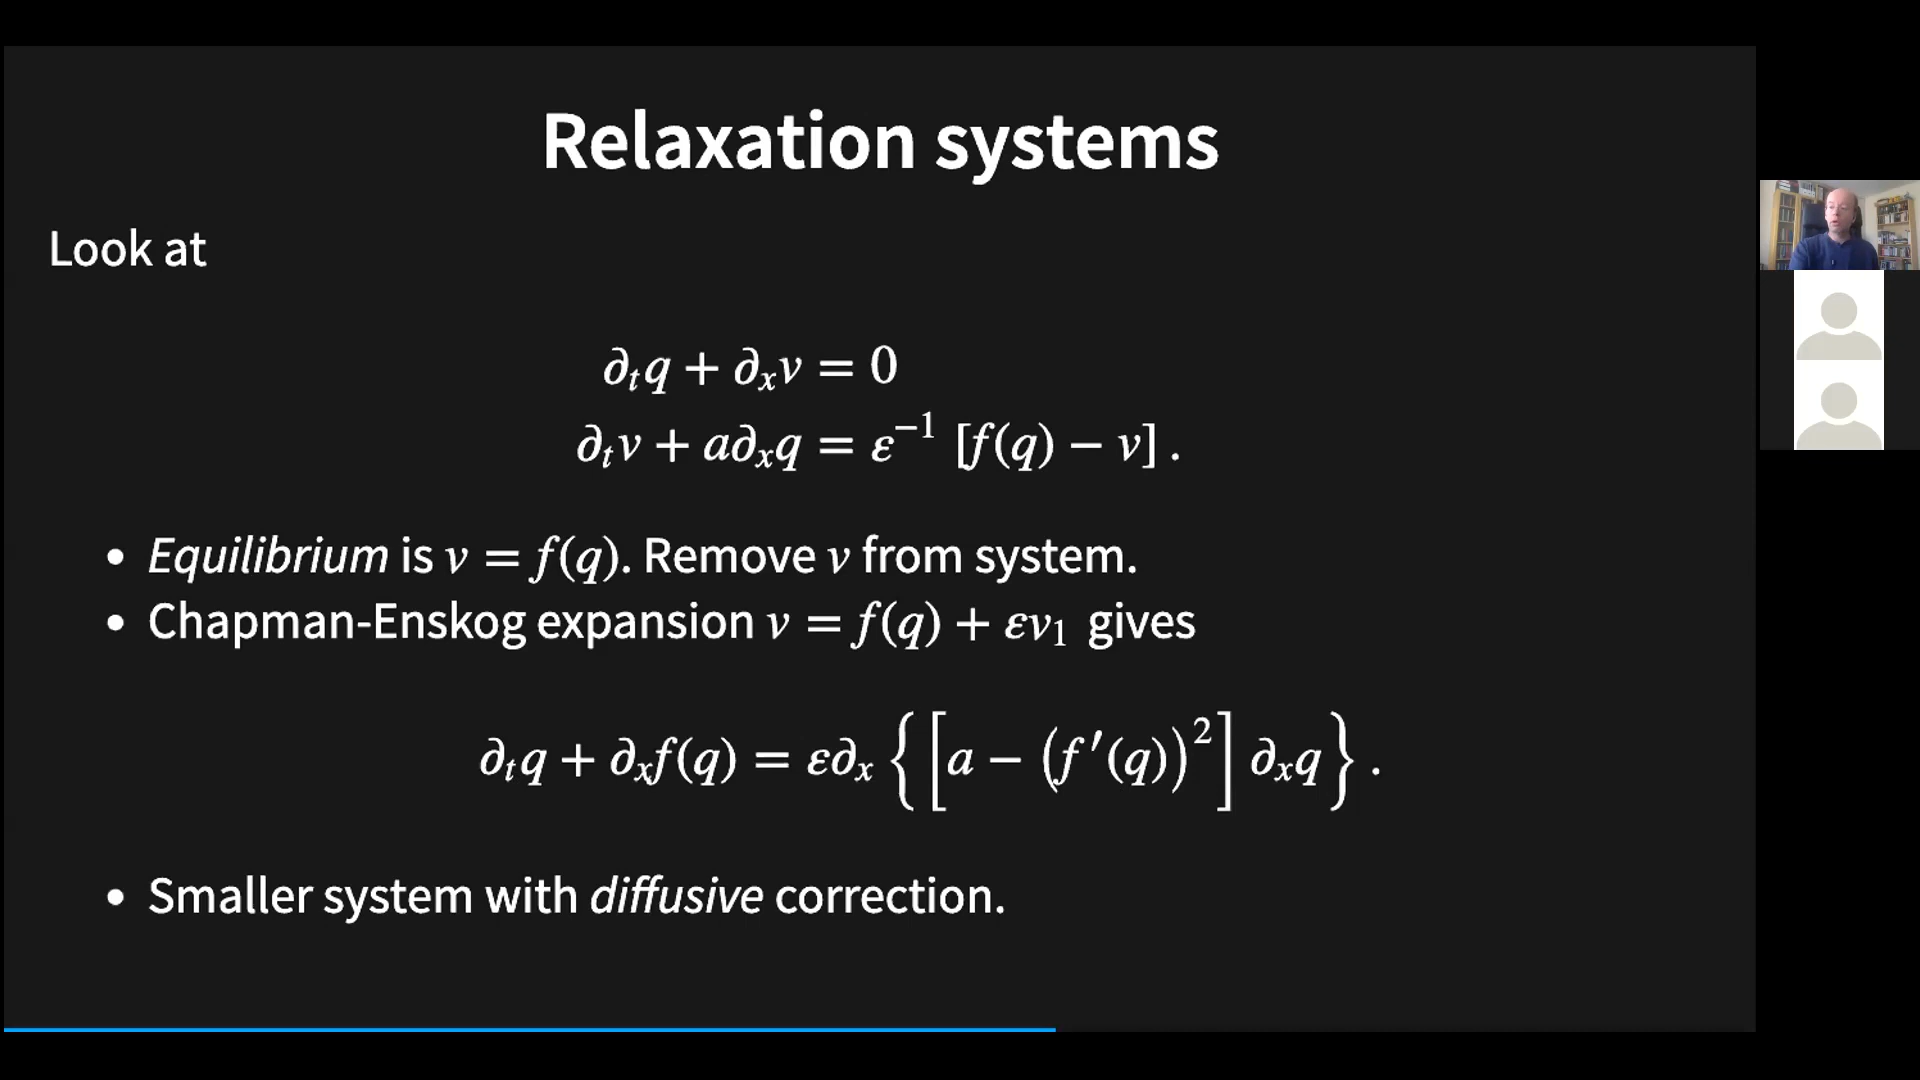 Relaxation systems
Look at
∂ₜq + ∂ₓv = 0
∂ₜv + a∂ₓq = ε⁻¹ [f(q) − v] .
• Equilibrium is v = f(q). Remove v from system.
• Chapman-Enskog expansion v = f(q) + εv₁ gives
∂ₜq + ∂ₓf(q) = ε∂ₓ { [ a − (f′(q))² ] ∂ₓq } .
• Smaller system with diffusive correction.